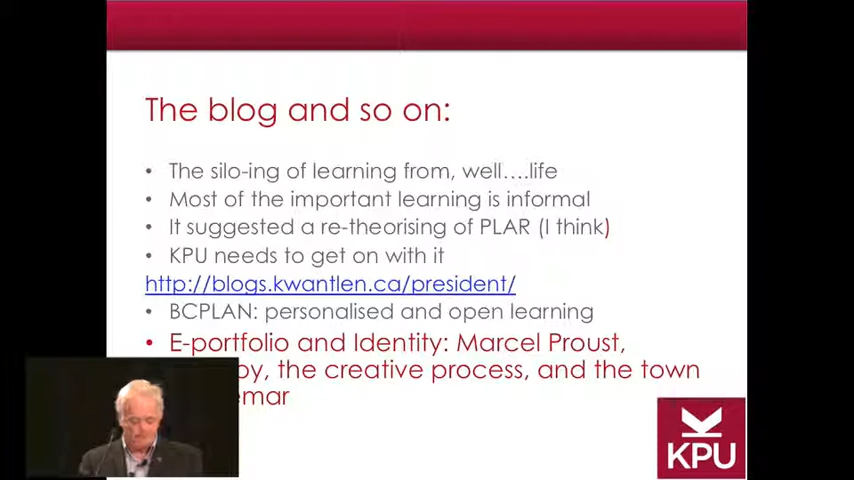 The blog and so on:
• The silo-ing of learning from, well....life
• Most of the important learning is informal
• It suggested a re-theorising of PLAR (I think)
• KPU needs to get on with it
http://blogs.kwantlen.ca/president/
• BCPLAN: personalised and open learning
• E-portfolio and Identity: Marcel Proust,
the creative process, and the town
KPU